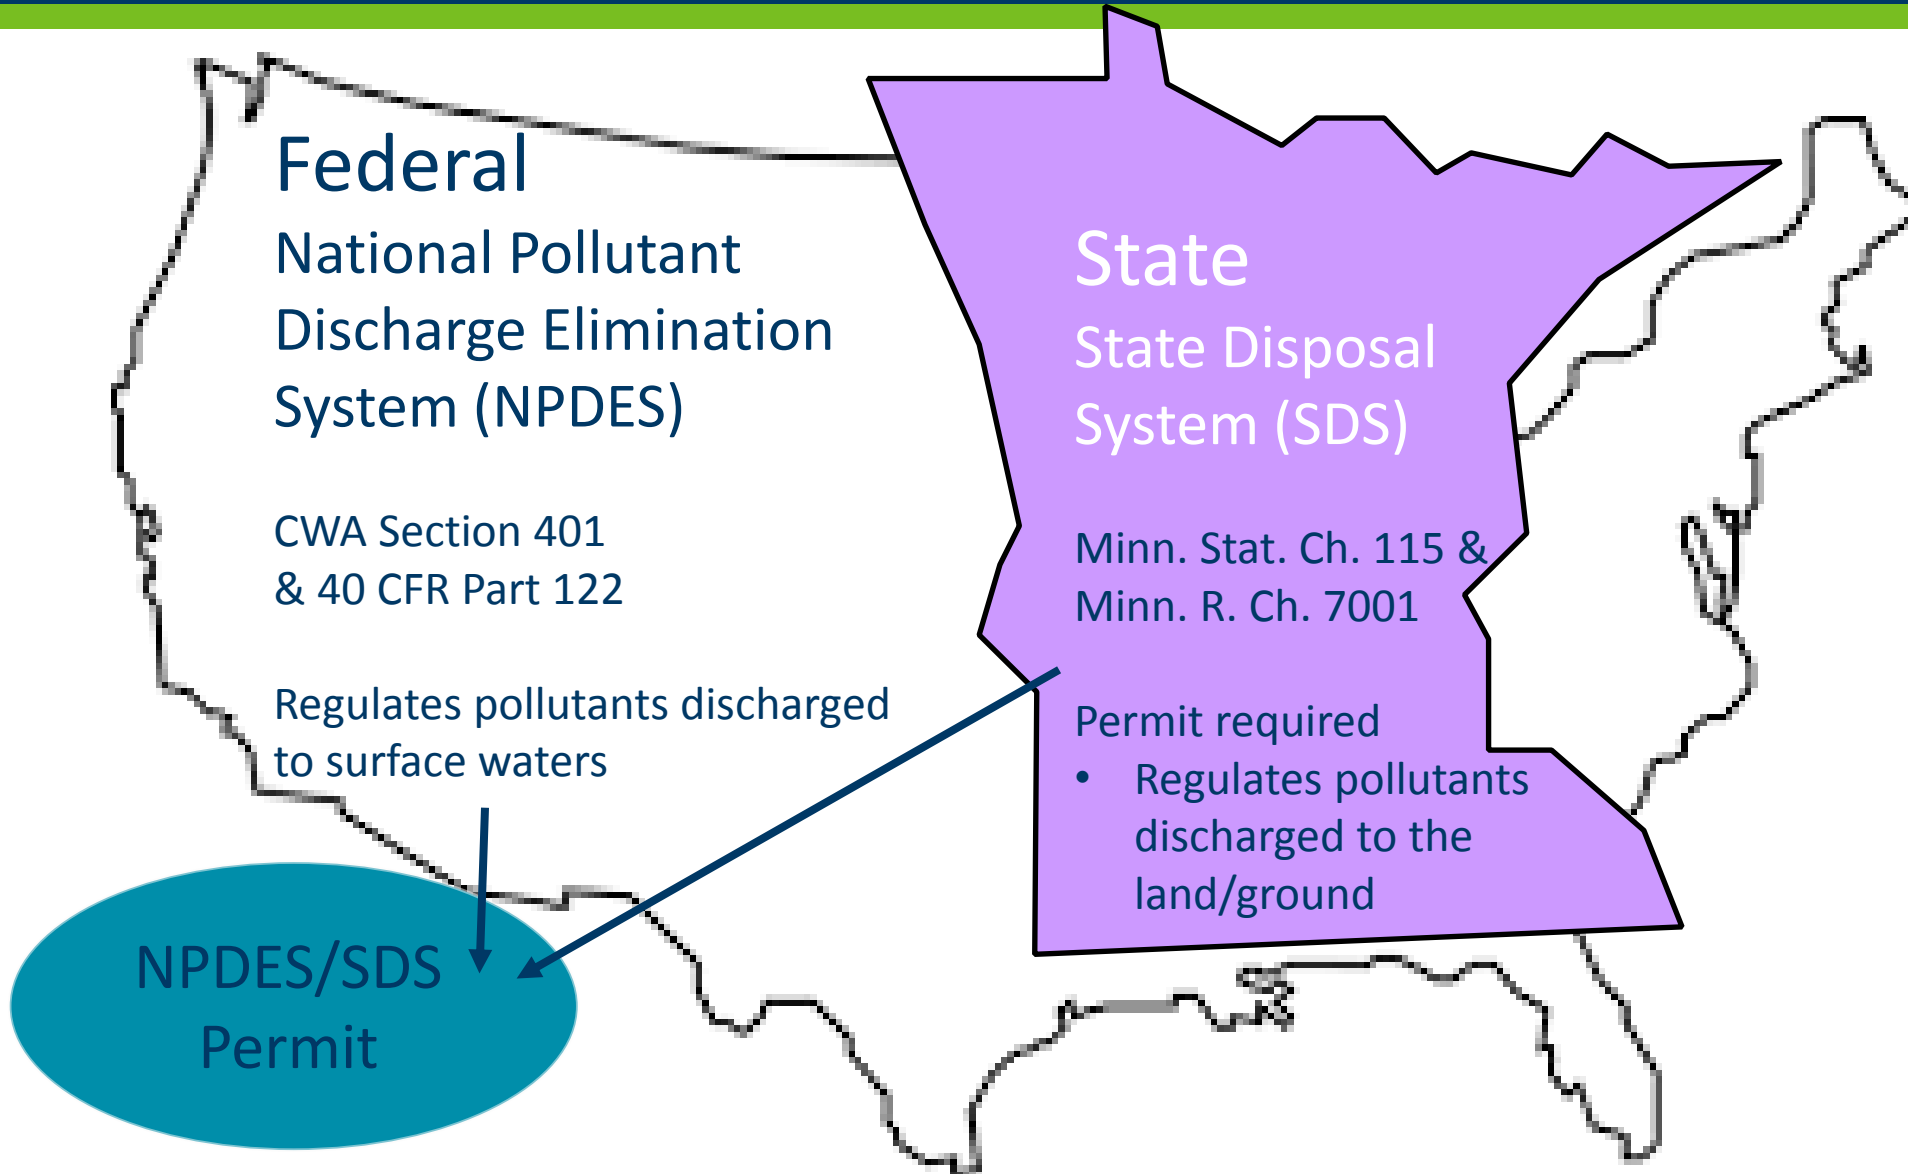 Federal
National Pollutant
Discharge Elimination
System (NPDES)
CWA Section 401
& 40 CFR Part 122
Regulates pollutants discharged
to surface waters
State
State Disposal
System (SDS)
Minn. Stat. Ch. 115 &
Minn. R. Ch. 7001
Permit required
• Regulates pollutants
discharged to the
land/ground
NPDES/SDS
Permit